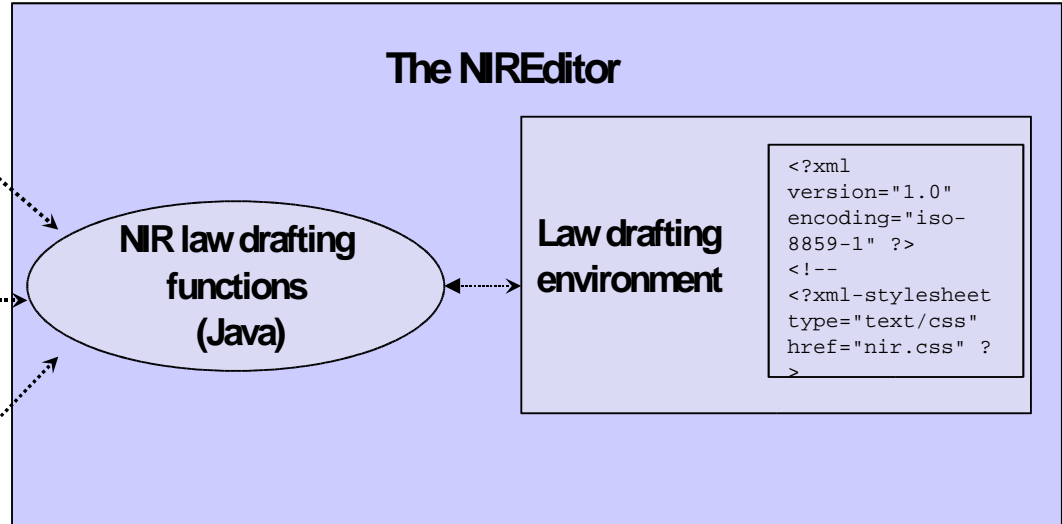 The NIREditor
NIR law drafting
functions
(Java)
Law drafting
environment
<?xml
version="1.0"
encoding="iso-
8859-1" ?>
<!--
<?xml-stylesheet
type="text/css"
href="nir.css" ?
>